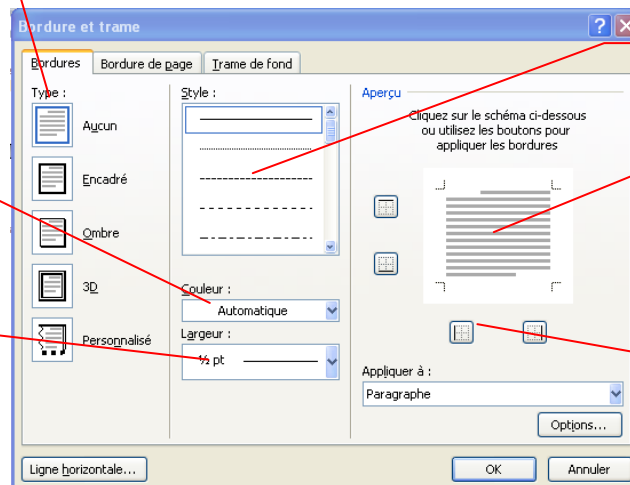 Bordure et trame
Bordures
Bordure de page
Trame de fond
Type :
Aucun
Encadré
Ombre
3D
Personnalisé
Style :
Couleur :
Automatique
Largeur :
½ pt
Aperçu
Cliquez sur le schéma ci-dessous
ou utilisez les boutons pour
appliquer les bordures
Appliquer à :
Paragraphe
Options...
Ligne horizontale...
OK
Annuler